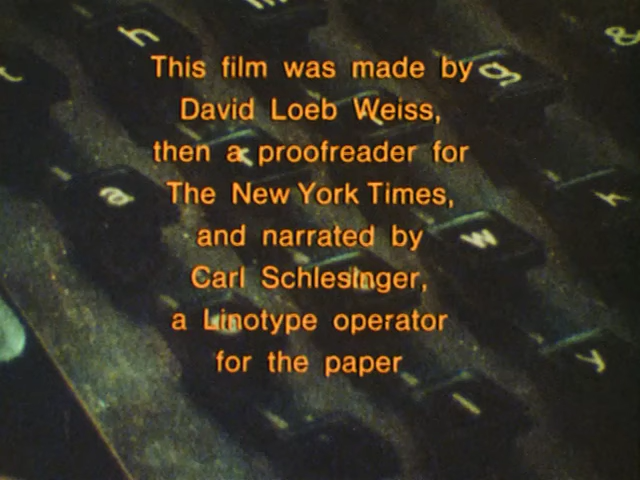 This film was made by
David Loeb Weiss,
then a proofreader for
The New York Times,
and narrated by
Carl Schlesinger,
a Linotype operator
for the paper
h
g
a
w
y